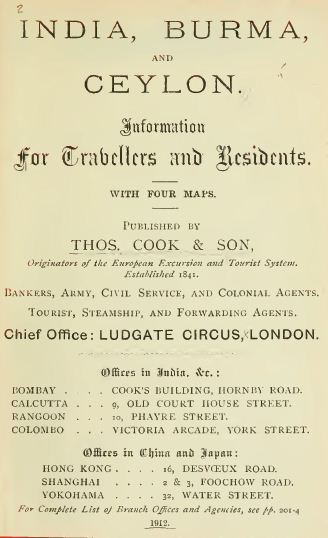 2
INDIA, BURMA,
AND
CEYLON.
Information
For Travellers and Residents.
WITH FOUR MAPS.
PUBLISHED BY
THOS. COOK & SON,
Originators of the European Excursion and Tourist System.
Established 1841.
BANKERS, ARMY, CIVIL SERVICE, AND COLONIAL AGENTS.
TOURIST, STEAMSHIP, AND FORWARDING AGENTS.
Chief Office: LUDGATE CIRCUS, LONDON.
Offices in India, &c.:
BOMBAY . . . COOK'S BUILDING, HORNBY ROAD.
CALCUTTA . . . 9, OLD COURT HOUSE STREET.
RANGOON . . . 10, PHAYRE STREET.
COLOMBO . . . VICTORIA ARCADE, YORK STREET.
Offices in China and Japan:
HONG KONG . . . . 16, DESVŒUX ROAD.
SHANGHAI . . . . 2 & 3, FOOCHOW ROAD.
YOKOHAMA . . . . 32, WATER STREET.
For Complete List of Branch Offices and Agencies, see pp. 201-4
1912.